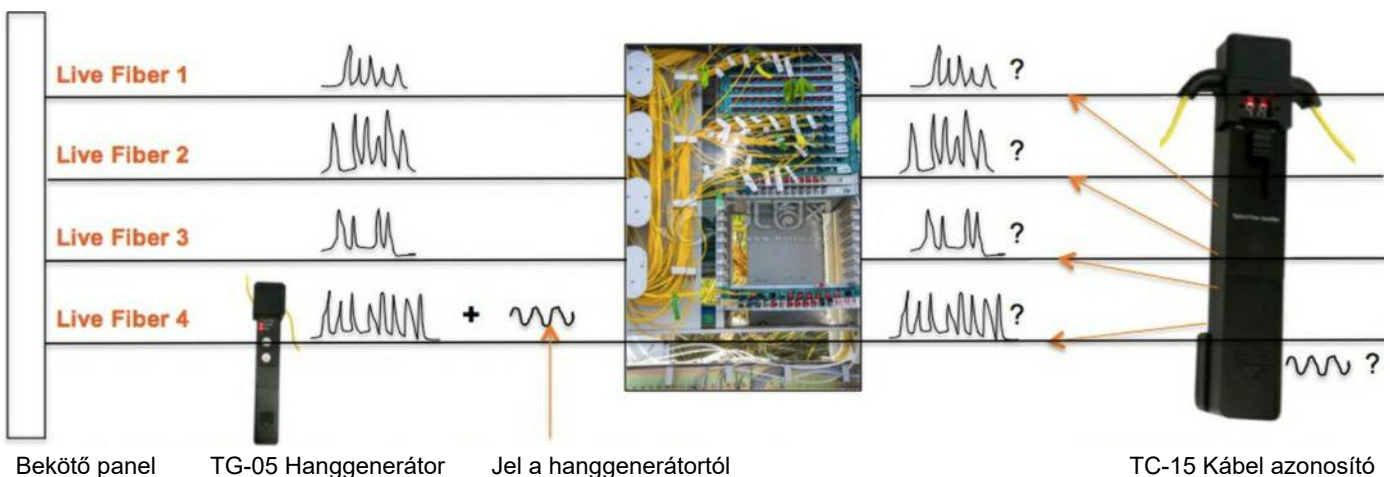 Live Fiber 1
?
Live Fiber 2
?
Live Fiber 3
?
Live Fiber 4
+
?
?
Bekötő panel
TG-05 Hanggenerátor
Jel a hanggenerátortól
TC-15 Kábel azonosító